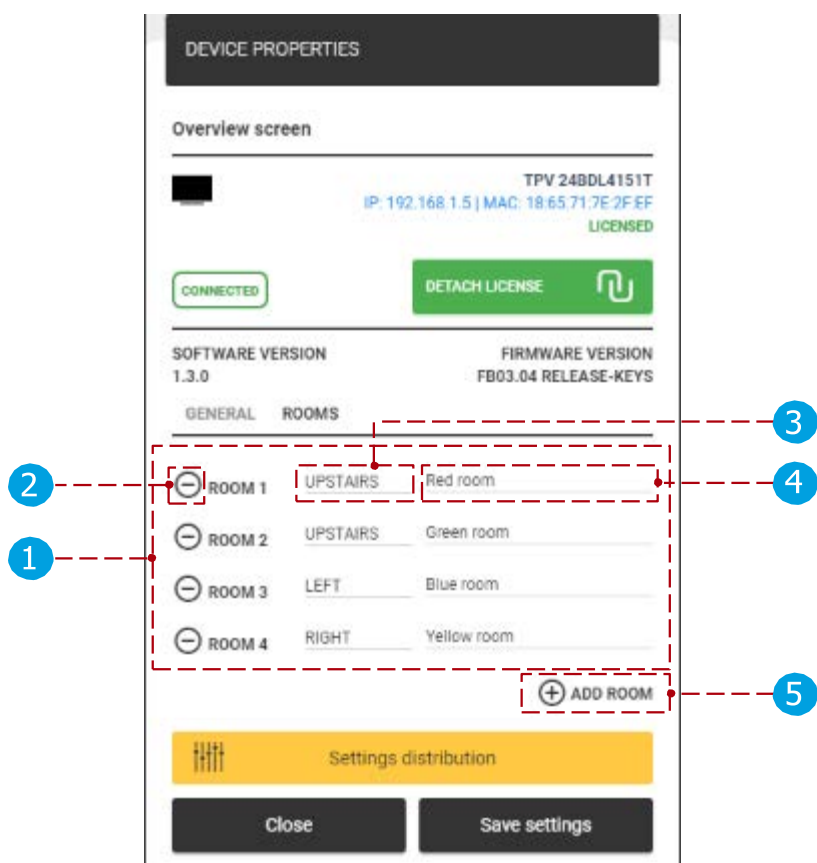 DEVICE PROPERTIES
Overview screen
TPV 24BDL4151T
IP: 192.168.1.5 | MAC: 18:65:71:7E:2F:EF
LICENSED
CONNECTED
DETACH LICENSE
SOFTWARE VERSION FIRMWARE VERSION
1.3.0 FB03.04 RELEASE-KEYS
GENERAL ROOMS
3
2 ROOM 1 UPSTAIRS Red room 4
ROOM 2 UPSTAIRS Green room
1
ROOM 3 LEFT Blue room
ROOM 4 RIGHT Yellow room
ADD ROOM 5
Settings distribution
Close Save settings